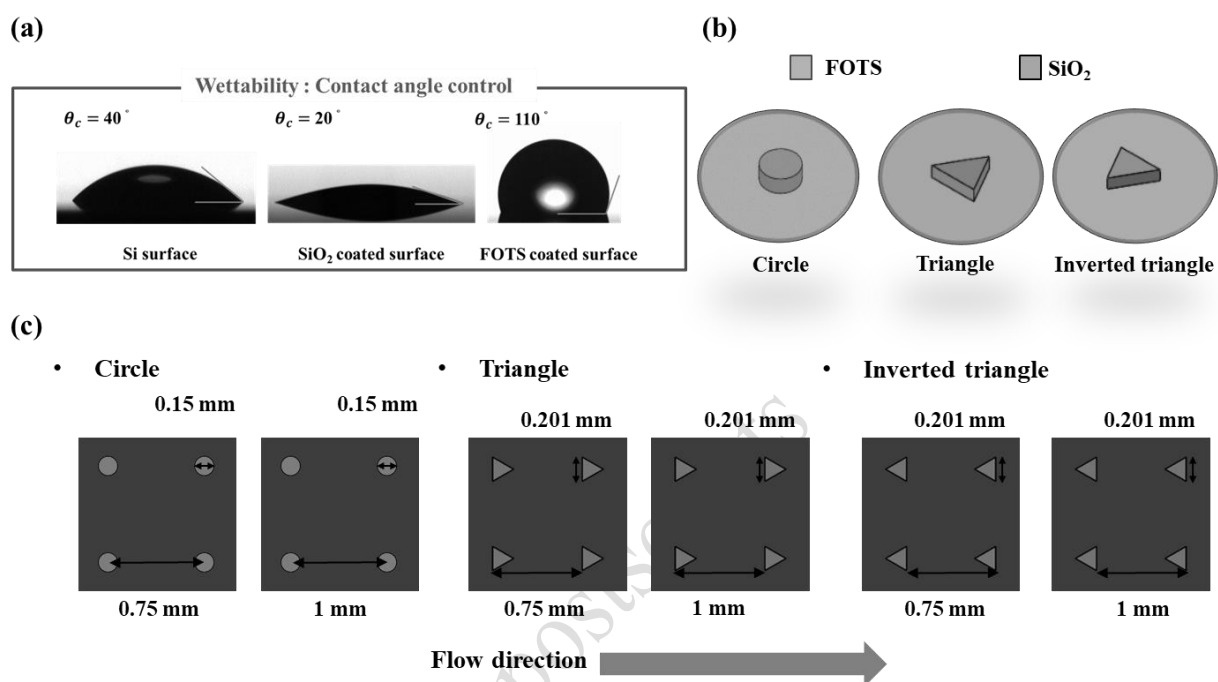 (a)
Wettability : Contact angle control
θc = 40° θc = 20° θc = 110°
Si surface SiO2 coated surface FOTS coated surface
(b)
FOTS SiO2
Circle Triangle Inverted triangle
(c)
• Circle • Triangle • Inverted triangle
0.15 mm 0.15 mm 0.201 mm 0.201 mm 0.201 mm 0.201 mm
0.75 mm 1 mm 0.75 mm 1 mm 0.75 mm 1 mm
Flow direction